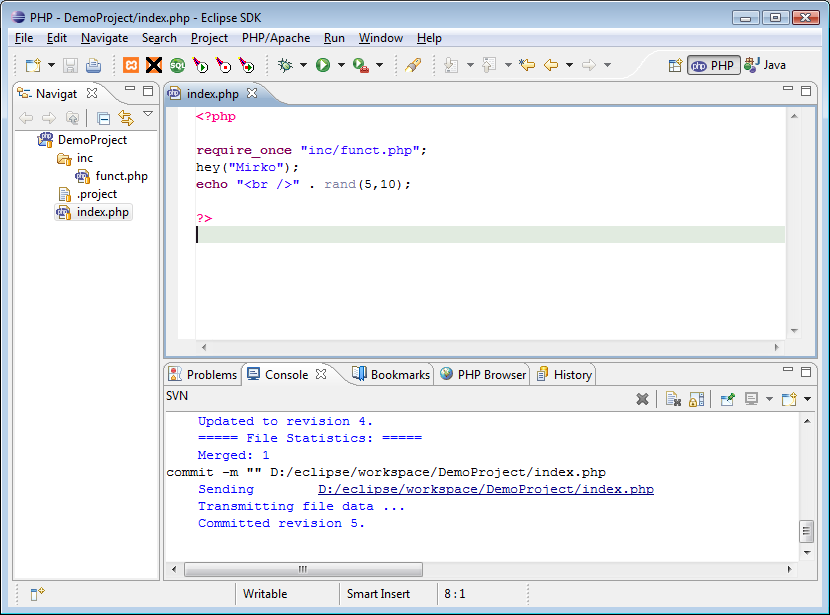 PHP - DemoProject/index.php - Eclipse SDK
File Edit Navigate Search Project PHP/Apache Run Window Help
SQL PHP Java
Navigat
DemoProject
inc
funct.php
.project
index.php
index.php
<?php
require_once "inc/funct.php";
hey("Mirko");
echo "<br />" . rand(5,10);
?>
Problems Console Bookmarks PHP Browser History
SVN
Updated to revision 4.
===== File Statistics: =====
Merged: 1
commit -m "" D:/eclipse/workspace/DemoProject/index.php
Sending D:/eclipse/workspace/DemoProject/index.php
Transmitting file data ...
Committed revision 5.
Writable Smart Insert 8 : 1